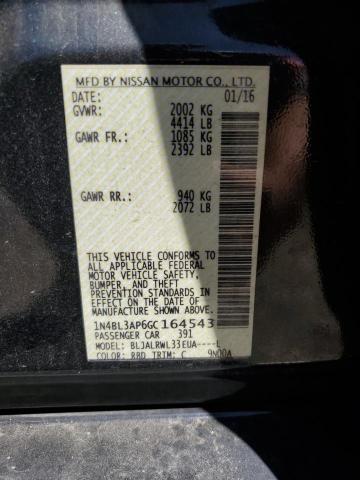 MFD BY NISSAN MOTOR CO., LTD.
DATE: 01/16
GVWR: 2002 KG
4414 LB
GAWR FR.: 1085 KG
2392 LB
GAWR RR.: 940 KG
2072 LB
THIS VEHICLE CONFORMS TO
ALL APPLICABLE FEDERAL
MOTOR VEHICLE SAFETY,
BUMPER, AND THEFT
PREVENTION STANDARDS
IN EFFECT ON THE DATE OF
MANUFACTURE SHOWN ABOVE.
1N4BL3AP6GC164543
PASSENGER CAR 391
MODEL: BLJALRWL33EUA----L
COLOR: RBD TRIM: C 9N00A